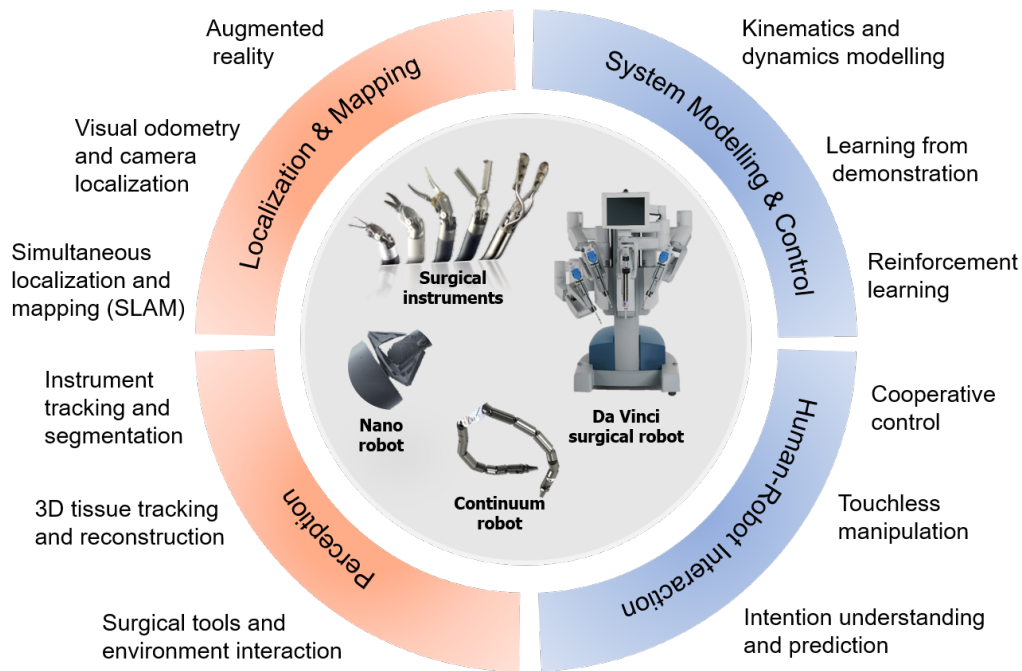 Augmented
reality
Visual odometry
and camera
localization
Simultaneous
localization and
mapping (SLAM)
Localization & Mapping
Kinematics and
dynamics modelling
Learning from
demonstration
Reinforcement
learning
System Modelling & Control
Surgical
instruments
Nano
robot
Continuum
robot
Da Vinci
surgical robot
Instrument
tracking and
segmentation
3D tissue tracking
and reconstruction
Surgical tools and
environment interaction
Perception
Cooperative
control
Touchless
manipulation
Intention understanding
and prediction
Human-Robot Interaction